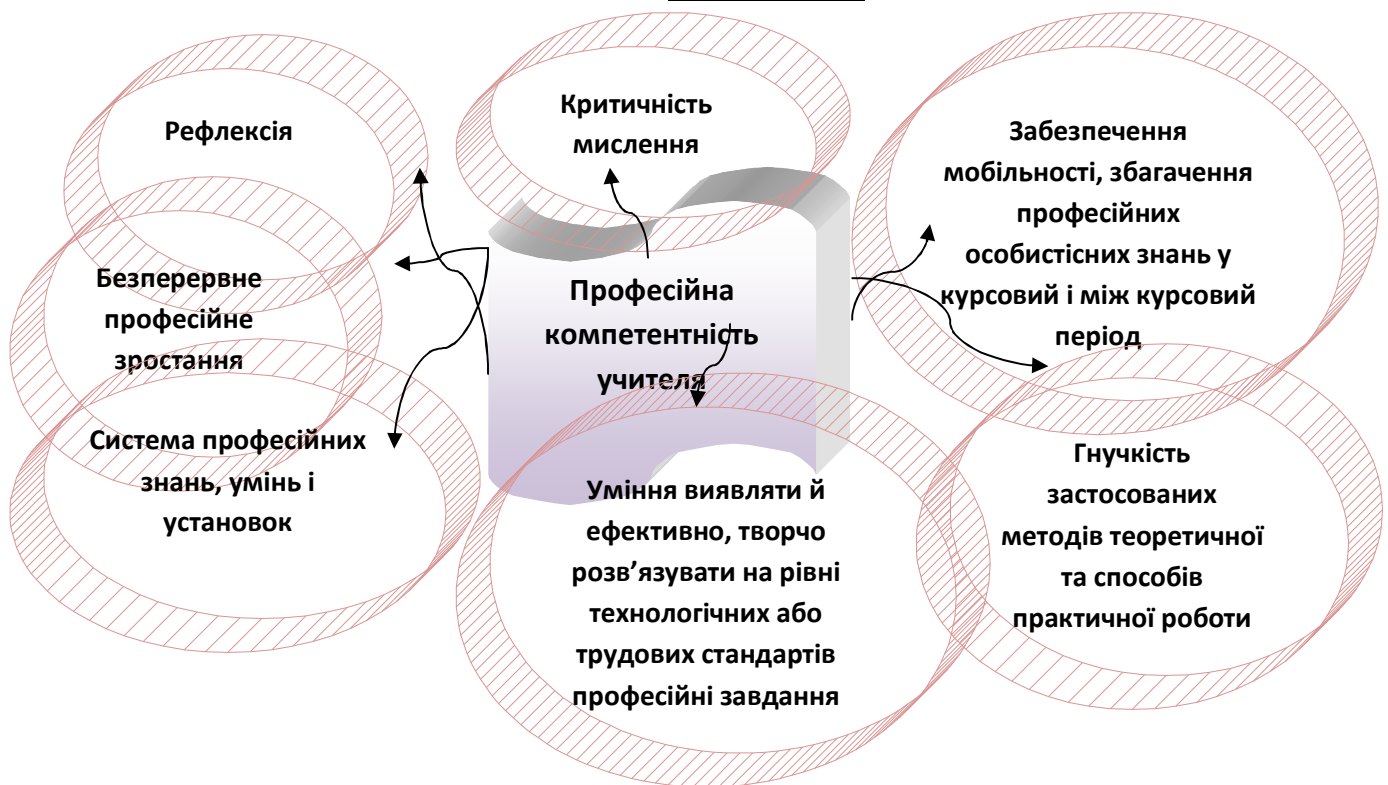 Рефлексія
Критичність
мислення
Забезпечення
мобільності, збагачення
професійних
особистісних знань у
курсовий і між курсовий
період
Безперервне
професійне
зростання
Професійна
компетентність
учителя
Система професійних
знань, умінь і
установок
Уміння виявляти й
ефективно, творчо
розв’язувати на рівні
технологічних або
трудових стандартів
професійні завдання
Гнучкість
застосованих
методів теоретичної
та способів
практичної роботи